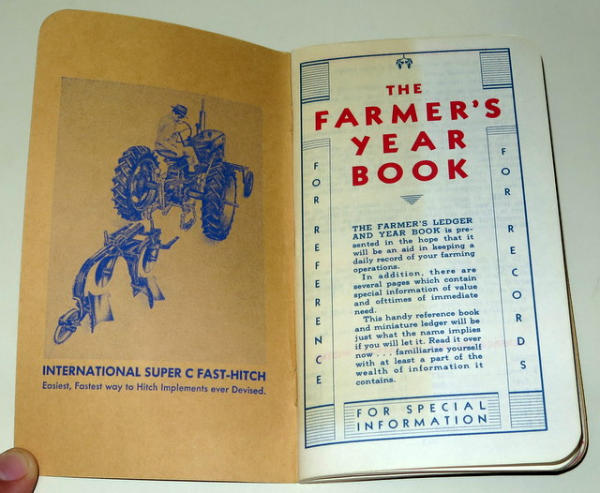 INTERNATIONAL SUPER C FAST-HITCH
Easiest, Fastest way to Hitch Implements ever Devised.
THE
FARMER'S
YEAR
BOOK
FOR REFERENCE
THE FARMER'S LEDGER
AND YEAR BOOK is pre-
sented in the hope that it
will be an aid in keeping a
daily record of your farming
operations.
In addition, there are
several pages which contain
special information of value
and ofttimes of immediate
need.
This handy reference book
and miniature ledger will be
just what the name implies
if you will let it. Read it over
now . . . familiarize yourself
with at least a part of the
wealth of information it
contains.
FOR RECORDS
FOR SPECIAL
INFORMATION